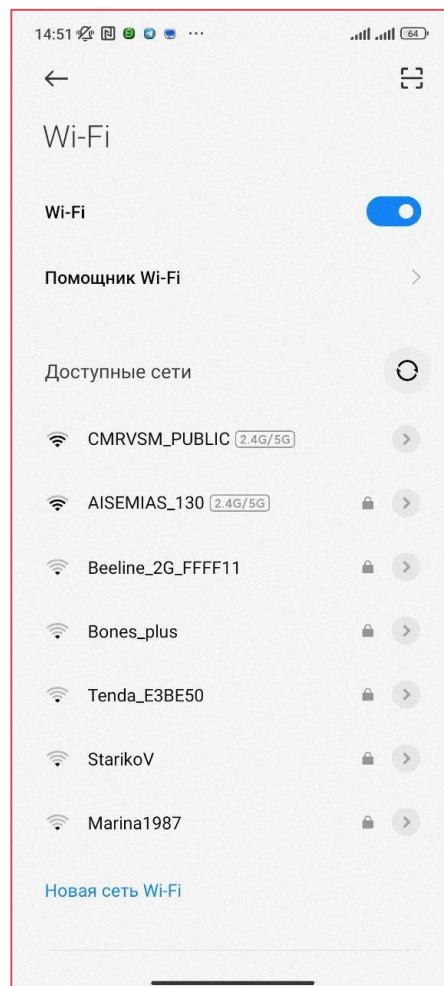 14:51 ... 64
Wi-Fi
Wi-Fi
Помощник Wi-Fi
Доступные сети
CMRVSM_PUBLIC 2.4G/5G
AISEMIAS_130 2.4G/5G
Beeline_2G_FFFF11
Bones_plus
Tenda_E3BE50
StarikoV
Marina1987
Новая сеть Wi-Fi